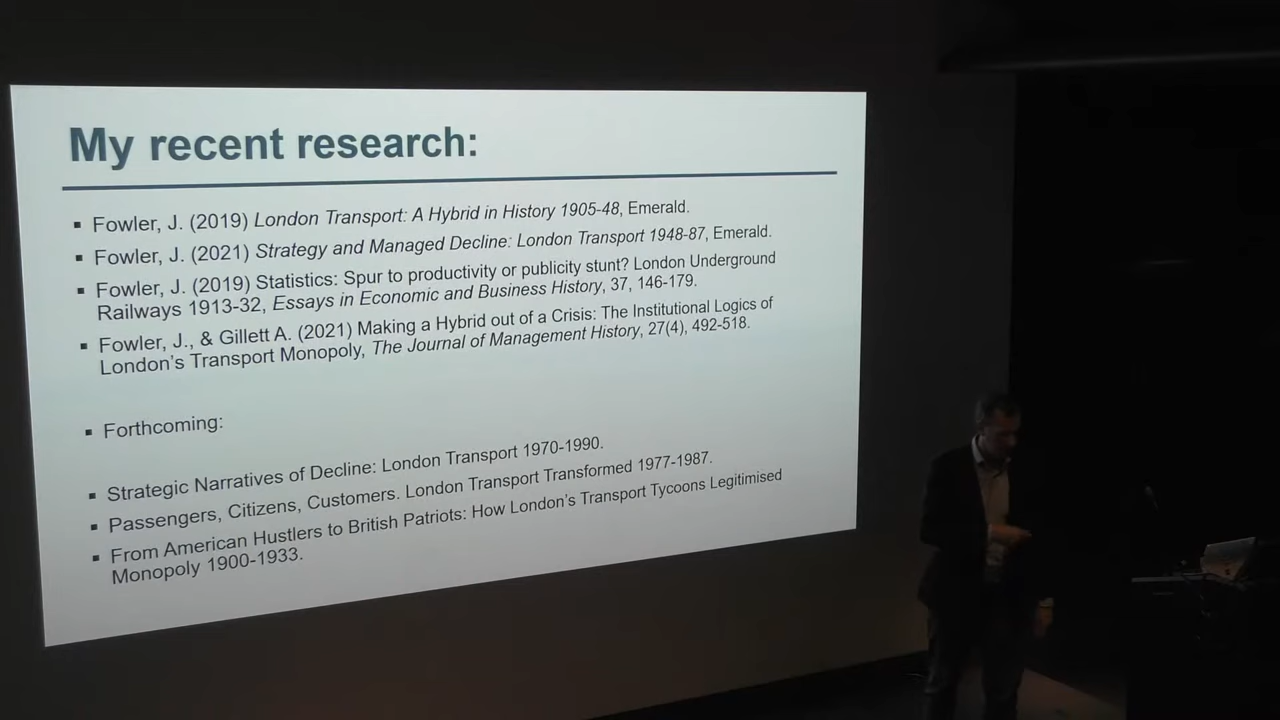 My recent research:
▪ Fowler, J. (2019) London Transport: A Hybrid in History 1905-48, Emerald.
▪ Fowler, J. (2021) Strategy and Managed Decline: London Transport 1948-87, Emerald.
▪ Fowler, J. (2019) Statistics: Spur to productivity or publicity stunt? London Underground
Railways 1913-32, Essays in Economic and Business History, 37, 146-179.
▪ Fowler, J., & Gillett A. (2021) Making a Hybrid out of a Crisis: The Institutional Logics of
London's Transport Monopoly, The Journal of Management History, 27(4), 492-518.
▪ Forthcoming:
▪ Strategic Narratives of Decline: London Transport 1970-1990.
▪ Passengers, Citizens, Customers. London Transport Transformed 1977-1987.
▪ From American Hustlers to British Patriots: How London's Transport Tycoons Legitimised
Monopoly 1900-1933.